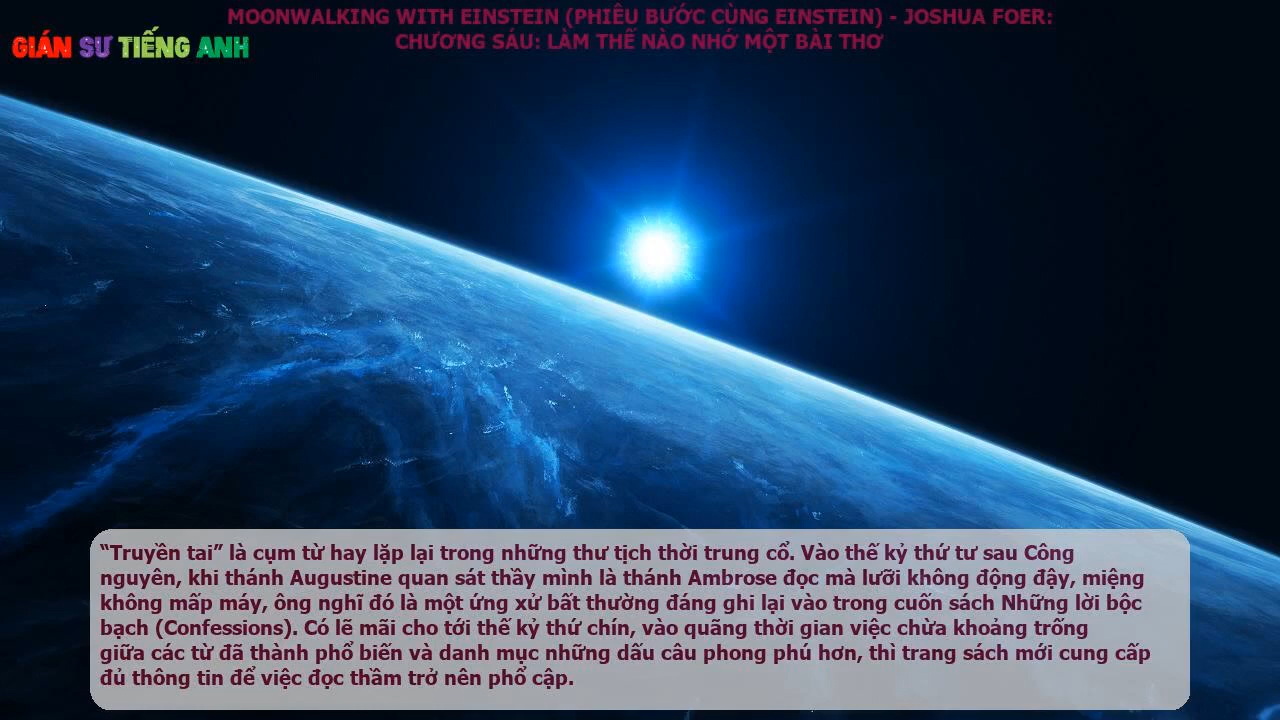 MOONWALKING WITH EINSTEIN (PHIÊU BƯỚC CÙNG EINSTEIN) - JOSHUA FOER:
CHƯƠNG SÁU: LÀM THẾ NÀO NHỚ MỘT BÀI THƠ
GIÁN SƯ TIẾNG ANH
“Truyền tai” là cụm từ hay lặp lại trong những thư tịch thời trung cổ. Vào thế kỷ thứ tư sau Công
nguyên, khi thánh Augustine quan sát thầy mình là thánh Ambrose đọc mà lưỡi không động đậy, miệng
không mấp máy, ông nghĩ đó là một ứng xử bất thường đáng ghi lại vào trong cuốn sách Những lời bộc
bạch (Confessions). Có lẽ mãi cho tới thế kỷ thứ chín, vào quãng thời gian việc chừa khoảng trống
giữa các từ đã thành phổ biến và danh mục những dấu câu phong phú hơn, thì trang sách mới cung cấp
đủ thông tin để việc đọc thầm trở nên phổ cập.